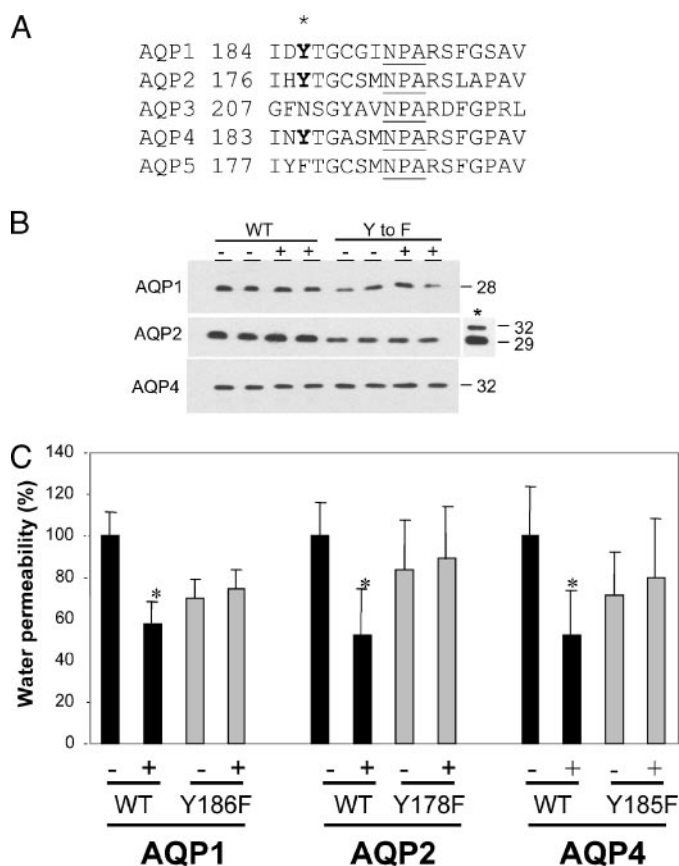 A
*
AQP1 184 IDYTGCGINPARSFGSAV
AQP2 176 IHYTGCSMNPARSLAPAV
AQP3 207 GFNSGYAVNPARDFGPRL
AQP4 183 INYTGASMNPARSFGPAV
AQP5 177 IYFTGCSMNPARSFGPAV
B
WT Y to F
- - + + - - + +
AQP1 28
*
AQP2 32
29
AQP4 32
C
Water permeability (%)
140
120
100
80
60
40
20
0
* * *
- + - + - + - + - + - +
WT Y186F WT Y178F WT Y185F
AQP1 AQP2 AQP4